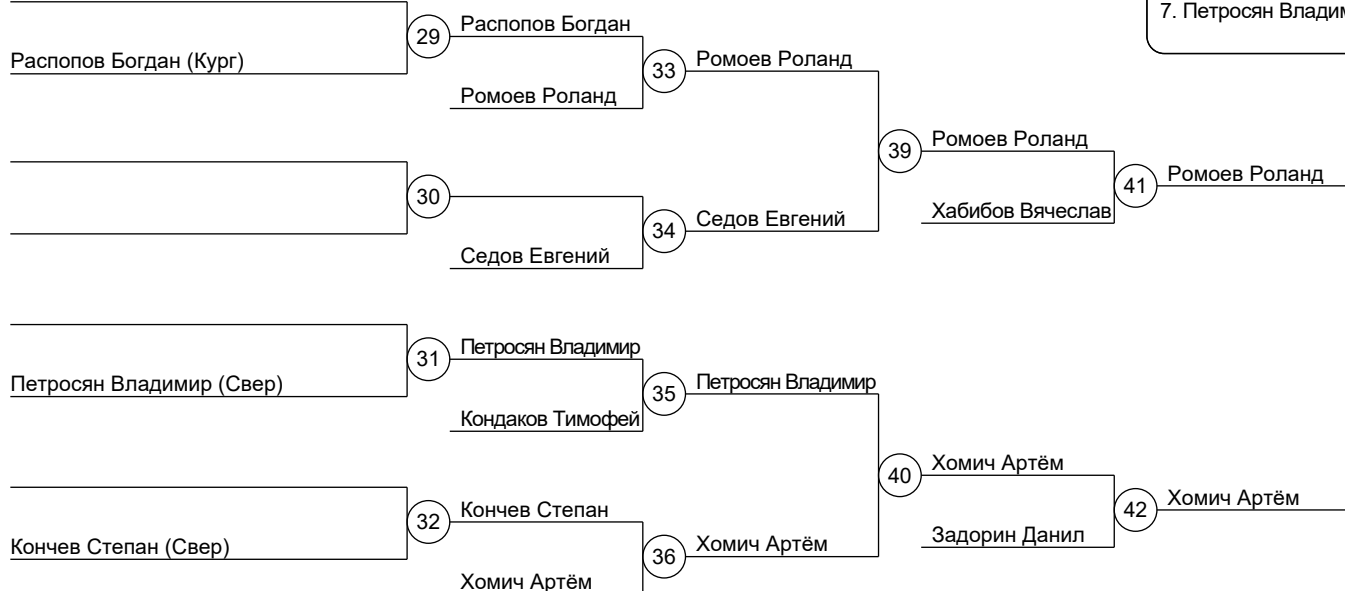 7. Петросян Владим
29
Распопов Богдан
Распопов Богдан (Кург)
33
Ромоев Роланд
Ромоев Роланд
39
Ромоев Роланд
41
Ромоев Роланд
Хабибов Вячеслав
30
34
Седов Евгений
Седов Евгений
31
Петросян Владимир
Петросян Владимир (Свер)
35
Петросян Владимир
Кондаков Тимофей
40
Хомич Артём
42
Хомич Артём
Задорин Данил
32
Кончев Степан
Кончев Степан (Свер)
36
Хомич Артём
Хомич Артём